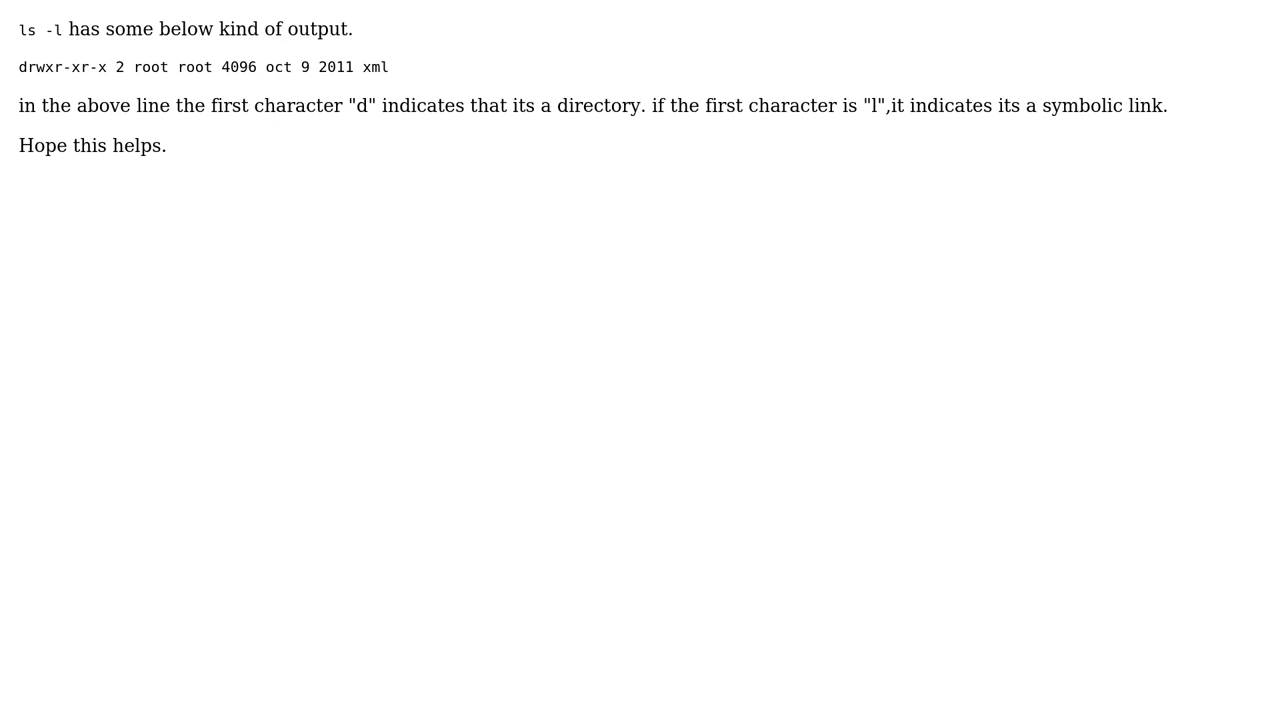 ls -l has some below kind of output.
drwxr-xr-x 2 root root 4096 oct 9 2011 xml
in the above line the first character "d" indicates that its a directory. if the first character is "l",it indicates its a symbolic link.
Hope this helps.